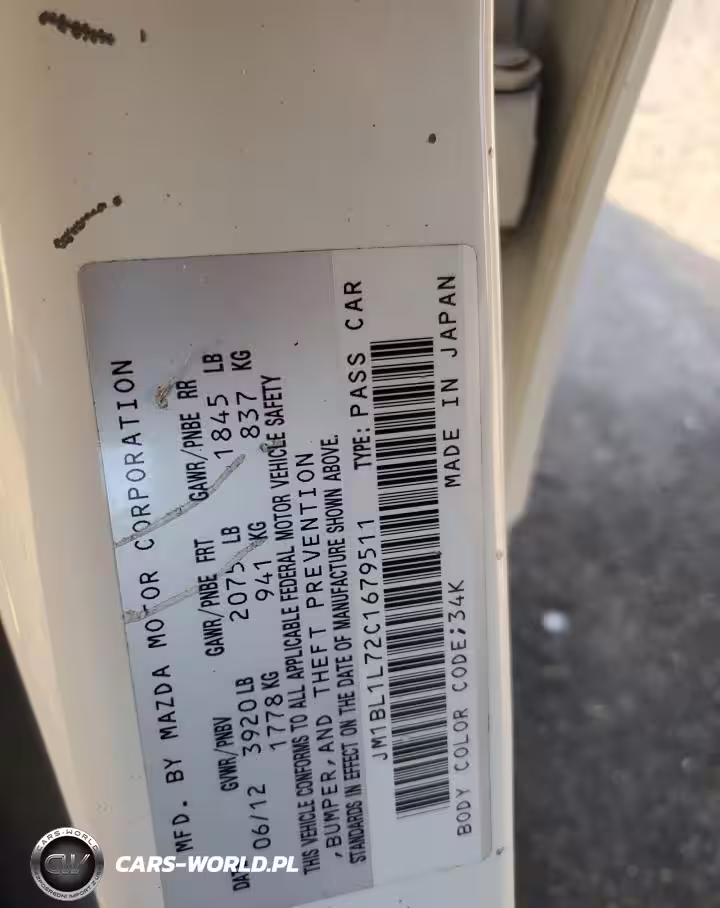 MFD. BY MAZDA MOTOR CORPORATION
GVWR/PNBV GAWR/PNBE FRT GAWR/PNBE RR
06/12 3920 LB 2075 LB 1845 LB
1778 KG 941 KG 837 KG
THIS VEHICLE CONFORMS TO ALL APPLICABLE FEDERAL MOTOR VEHICLE SAFETY
, BUMPER, AND THEFT PREVENTION
STANDARDS IN EFFECT ON THE DATE OF MANUFACTURE SHOWN ABOVE.
JM1BL1L72C1679511 TYPE: PASS CAR
BODY COLOR CODE;34K MADE IN JAPAN
CARS-WORLD
CW
CARS-WORLD.PL